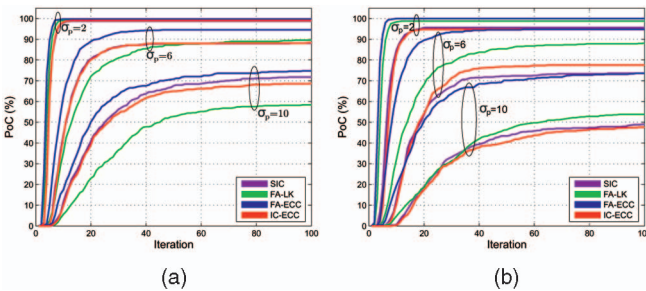 100
90
80
70
60
50
40
30
20
10
0
PoC (%)
σp=2
σp=6
σp=10
SIC
FA-LK
FA-ECC
IC-ECC
0
20
40
60
80
100
Iteration
(a)
100
90
80
70
60
50
40
30
20
10
0
PoC (%)
σp=2
σp=6
σp=10
SIC
FA-LK
FA-ECC
IC-ECC
0
20
40
60
80
100
Iteration
(b)